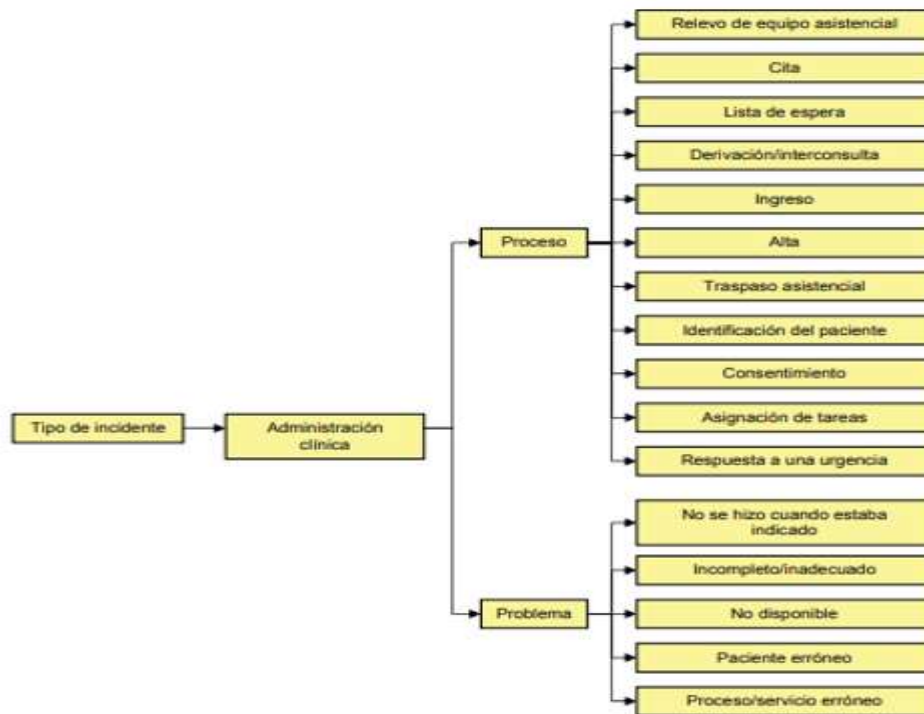 Relevo de equipo asistencial
Cita
Lista de espera
Derivación/interconsulta
Ingreso
Proceso
Alta
Traspaso asistencial
Identificación del paciente
Consentimiento
Tipo de incidente
Administración
clínica
Asignación de tareas
Respuesta a una urgencia
No se hizo cuando estaba
indicado
Incompleto/inadecuado
Problema
No disponible
Paciente erróneo
Proceso/servicio erróneo